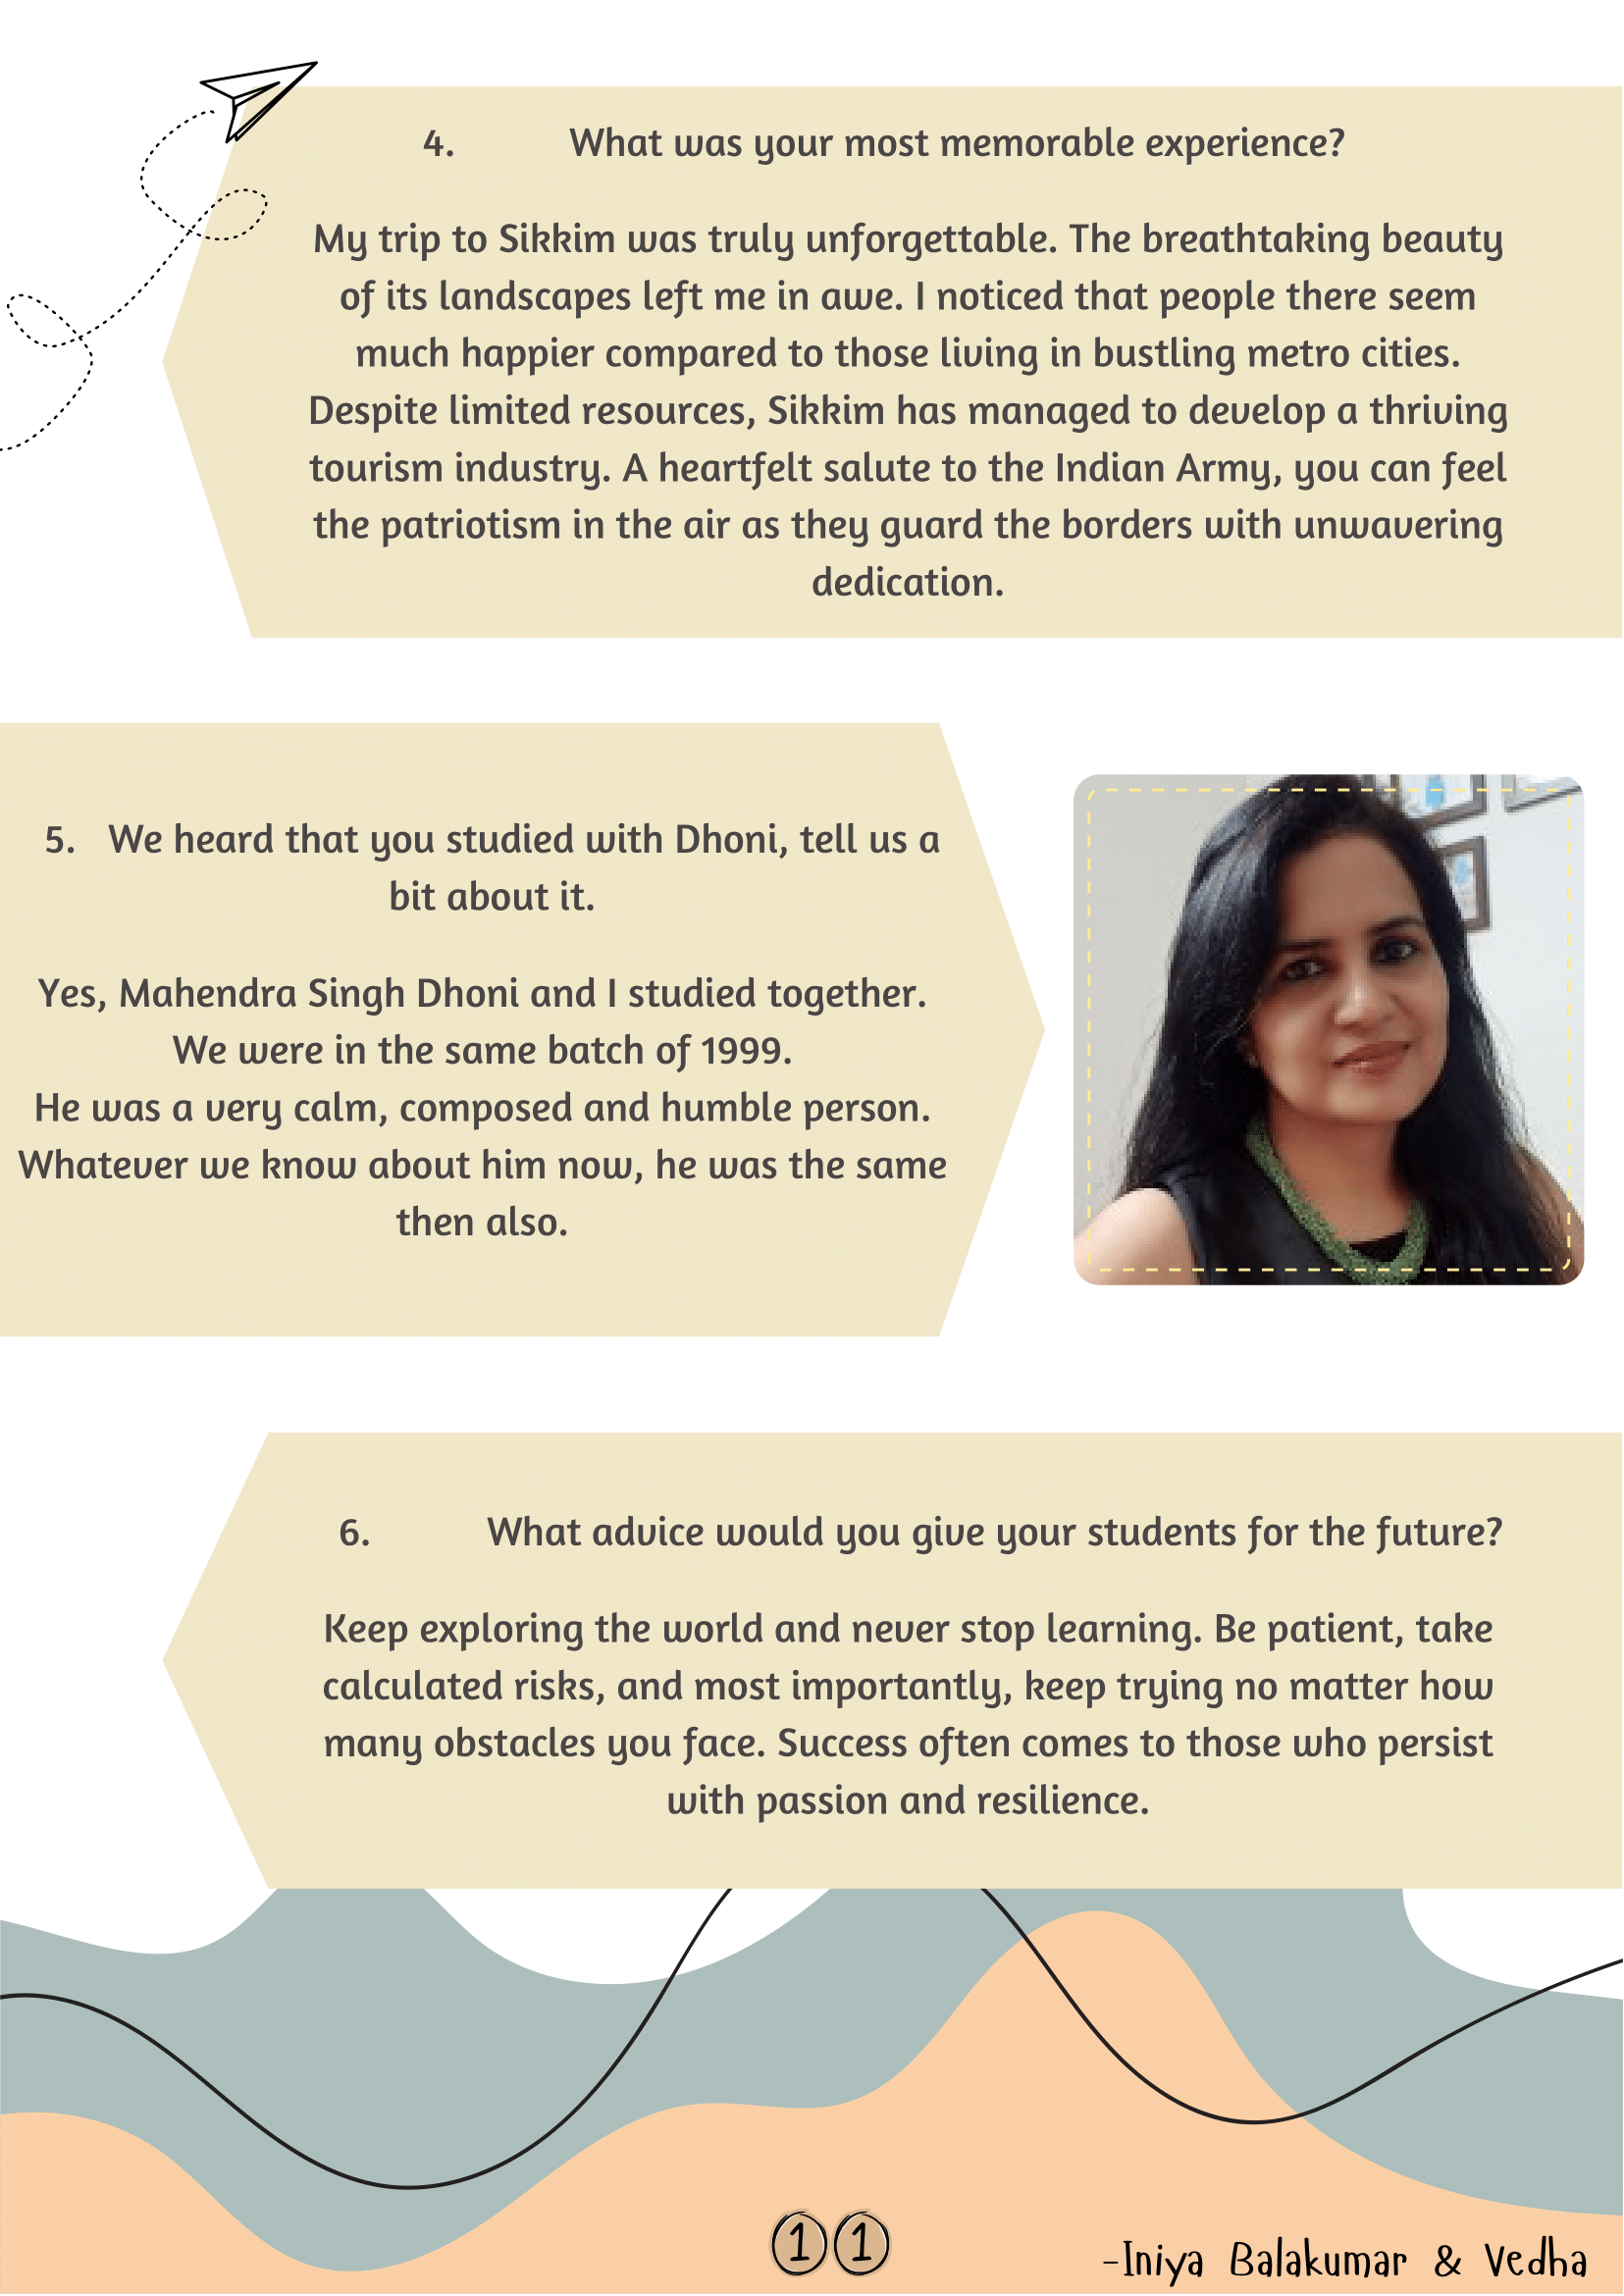 4. What was your most memorable experience?
My trip to Sikkim was truly unforgettable. The breathtaking beauty
of its landscapes left me in awe. I noticed that people there seem
much happier compared to those living in bustling metro cities.
Despite limited resources, Sikkim has managed to develop a thriving
tourism industry. A heartfelt salute to the Indian Army, you can feel
the patriotism in the air as they guard the borders with unwavering
dedication.
5. We heard that you studied with Dhoni, tell us a
bit about it.
Yes, Mahendra Singh Dhoni and I studied together.
We were in the same batch of 1999.
He was a very calm, composed and humble person.
Whatever we know about him now, he was the same
then also.
6. What advice would you give your students for the future?
Keep exploring the world and never stop learning. Be patient, take
calculated risks, and most importantly, keep trying no matter how
many obstacles you face. Success often comes to those who persist
with passion and resilience.
11
-Iniya Balakumar & Vedha